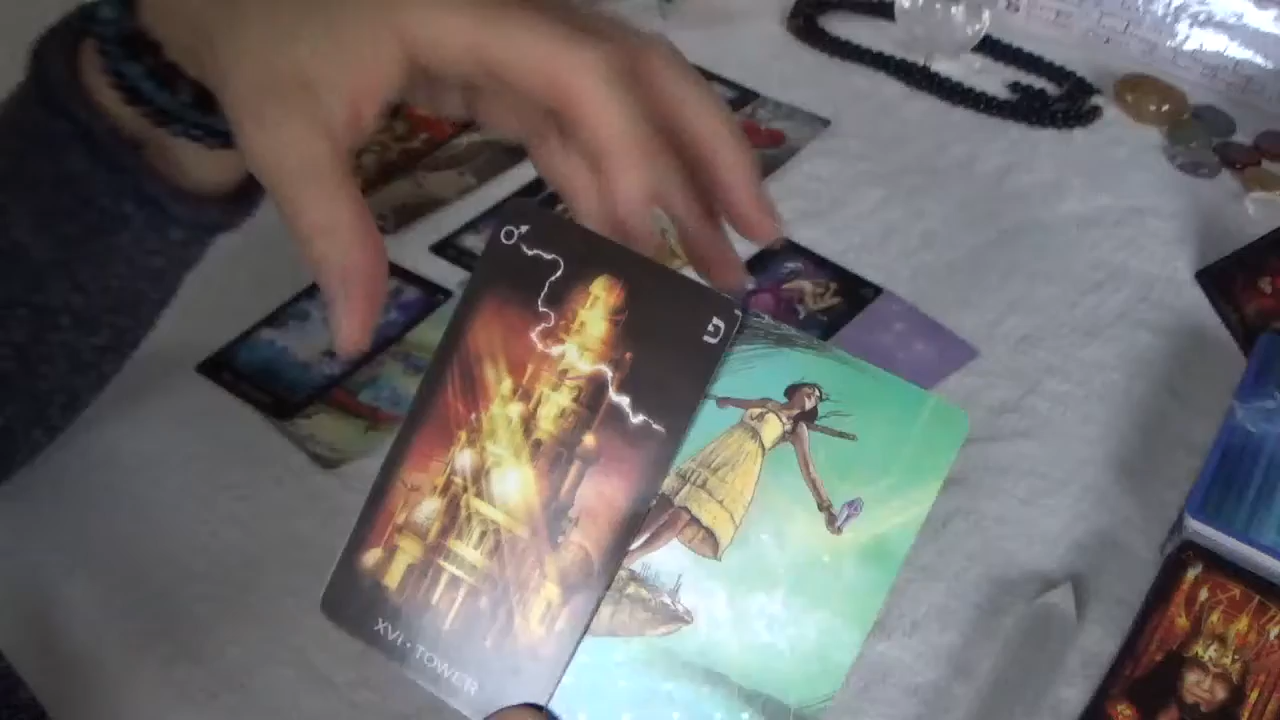 ♂
פ
XVI • TOWER